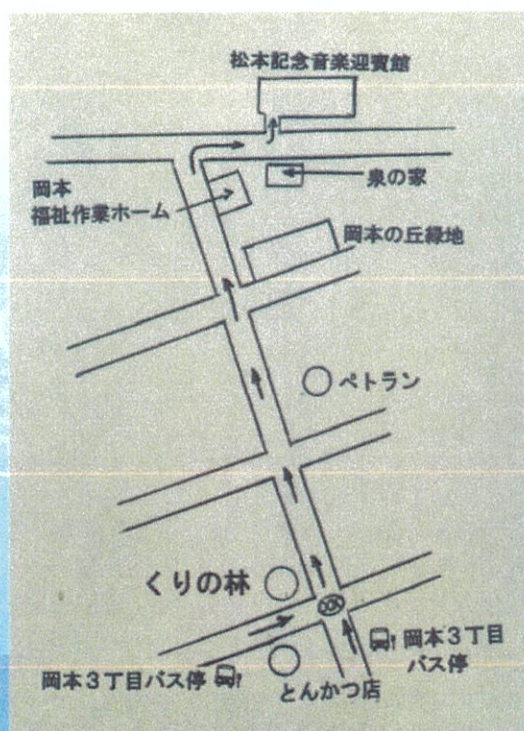 松本記念音楽迎賓館
泉の家
岡本
福祉作業ホーム
岡本の丘緑地
ペトラン
くりの林
岡本3丁目
バス停
岡本3丁目バス停
とんかつ店